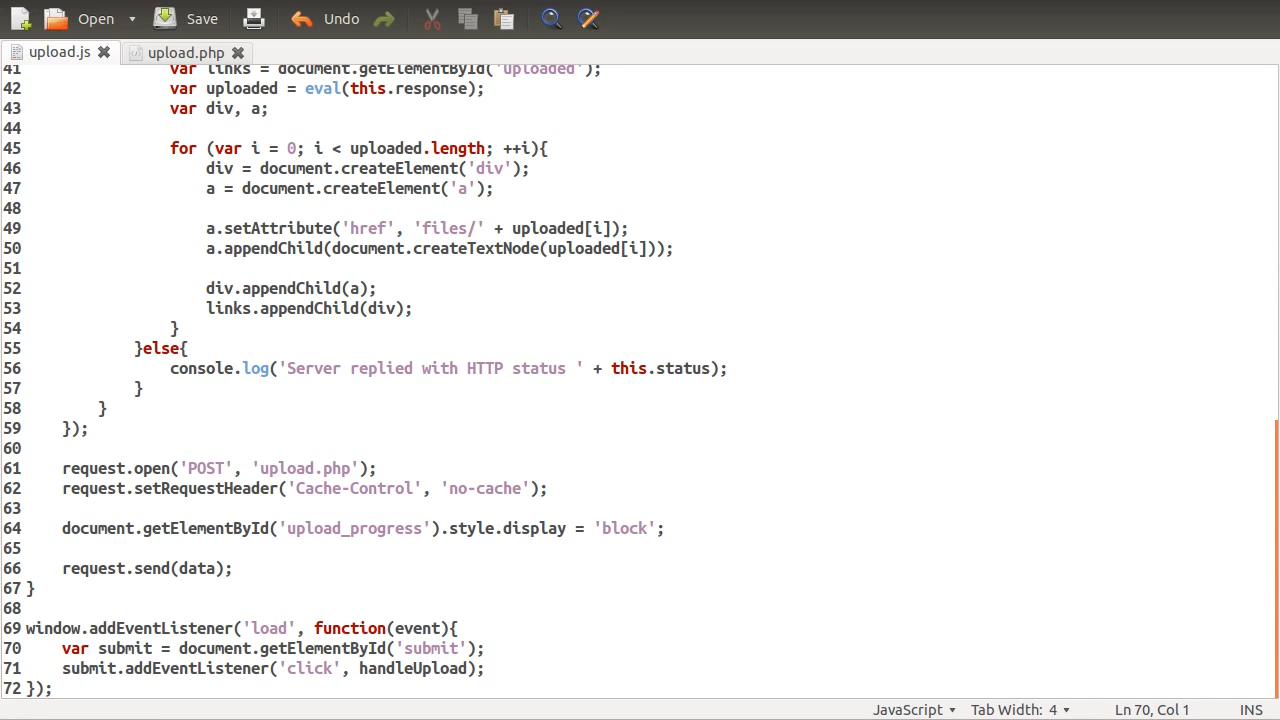 Open Save Undo
upload.js upload.php
41 var links = document.getElementById('uploaded');
42 var uploaded = eval(this.response);
43 var div, a;
44
45 for (var i = 0; i < uploaded.length; ++i){
46 div = document.createElement('div');
47 a = document.createElement('a');
48
49 a.setAttribute('href', 'files/' + uploaded[i]);
50 a.appendChild(document.createTextNode(uploaded[i]));
51
52 div.appendChild(a);
53 links.appendChild(div);
54 }
55 }else{
56 console.log('Server replied with HTTP status ' + this.status);
57 }
58 }
59 });
60
61 request.open('POST', 'upload.php');
62 request.setRequestHeader('Cache-Control', 'no-cache');
63
64 document.getElementById('upload_progress').style.display = 'block';
65
66 request.send(data);
67 }
68
69 window.addEventListener('load', function(event){
70 var submit = document.getElementById('submit');
71 submit.addEventListener('click', handleUpload);
72 });
JavaScript Tab Width: 4 Ln 70, Col 1 INS